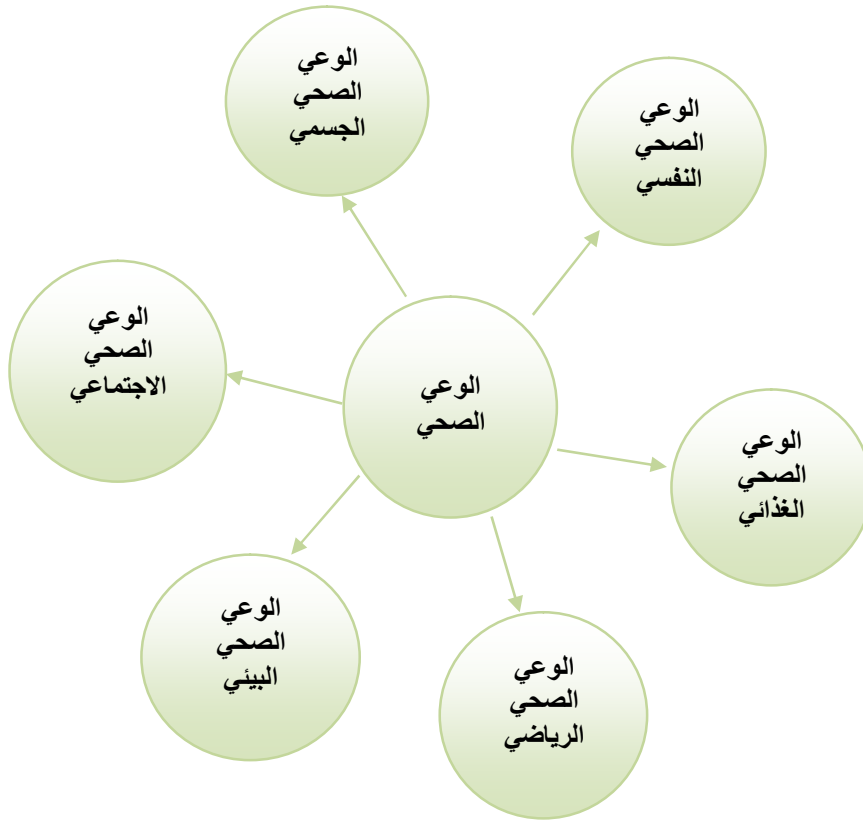 الوعي
الصحي
الجسمي
الوعي
الصحي
النفسي
الوعي
الصحي
الاجتماعي
الوعي
الصحي
الوعي
الصحي
الغذائي
الوعي
الصحي
البيئي
الوعي
الصحي
الرياضي